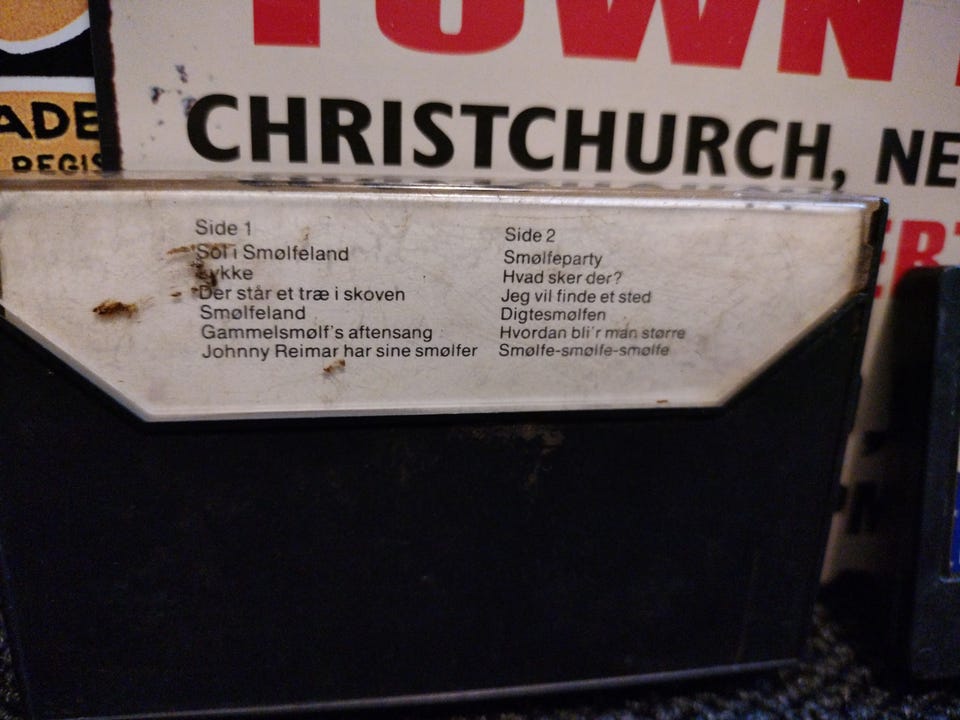 TOWN
CHRISTCHURCH, NE
ADE
REGIS
Side 1
Sol i Smølfeland
ykke
Der står et træ i skoven
Smølfeland
Gammelsmølf's aftensang
Johnny Reimar har sine smølfer
Side 2
Smølfeparty
Hvad sker der?
Jeg vil finde et sted
Digtesmølfen
Hvordan bli'r man større
Smølfe-smølfe-smølfe